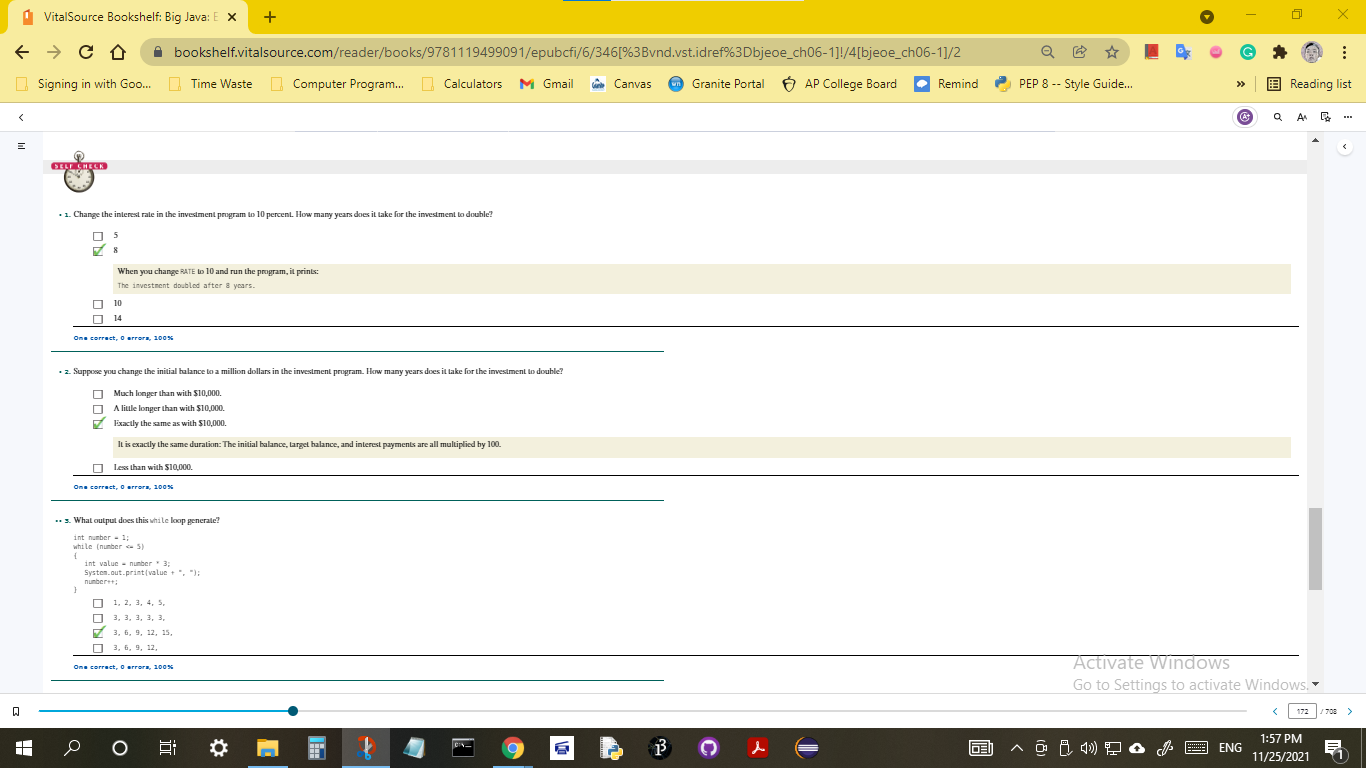 VitalSource Bookshelf: Big Java: E
bookshelf.vitalsource.com/reader/books/9781119499091/epubcfi/6/346[%3Bvnd.vst.idref%3Dbjeoe_ch06-1]!/4[bjeoe_ch06-1]/2
Signing in with Goo... Time Waste Computer Program... Calculators Gmail Canvas Granite Portal AP College Board Remind PEP 8 -- Style Guide... » Reading list
SELF CHECK
• 1. Change the interest rate in the investment program to 10 percent. How many years does it take for the investment to double?
5
8
When you change RATE to 10 and run the program, it prints:
The investment doubled after 8 years.
10
14
One correct, 0 errors, 100%
• 2. Suppose you change the initial balance to a million dollars in the investment program. How many years does it take for the investment to double?
Much longer than with $10,000.
A little longer than with $10,000.
Exactly the same as with $10,000.
It is exactly the same duration: The initial balance, target balance, and interest payments are all multiplied by 100.
Less than with $10,000.
One correct, 0 errors, 100%
•• 3. What output does this while loop generate?
int number = 1;
while (number <= 5)
{
int value = number * 3;
System.out.print(value + ", ");
number++;
}
1, 2, 3, 4, 5,
3, 3, 3, 3, 3,
3, 6, 9, 12, 15,
3, 6, 9, 12,
One correct, 0 errors, 100%
Activate Windows
Go to Settings to activate Windows.
172 / 708
ENG
1:57 PM
11/25/2021
1